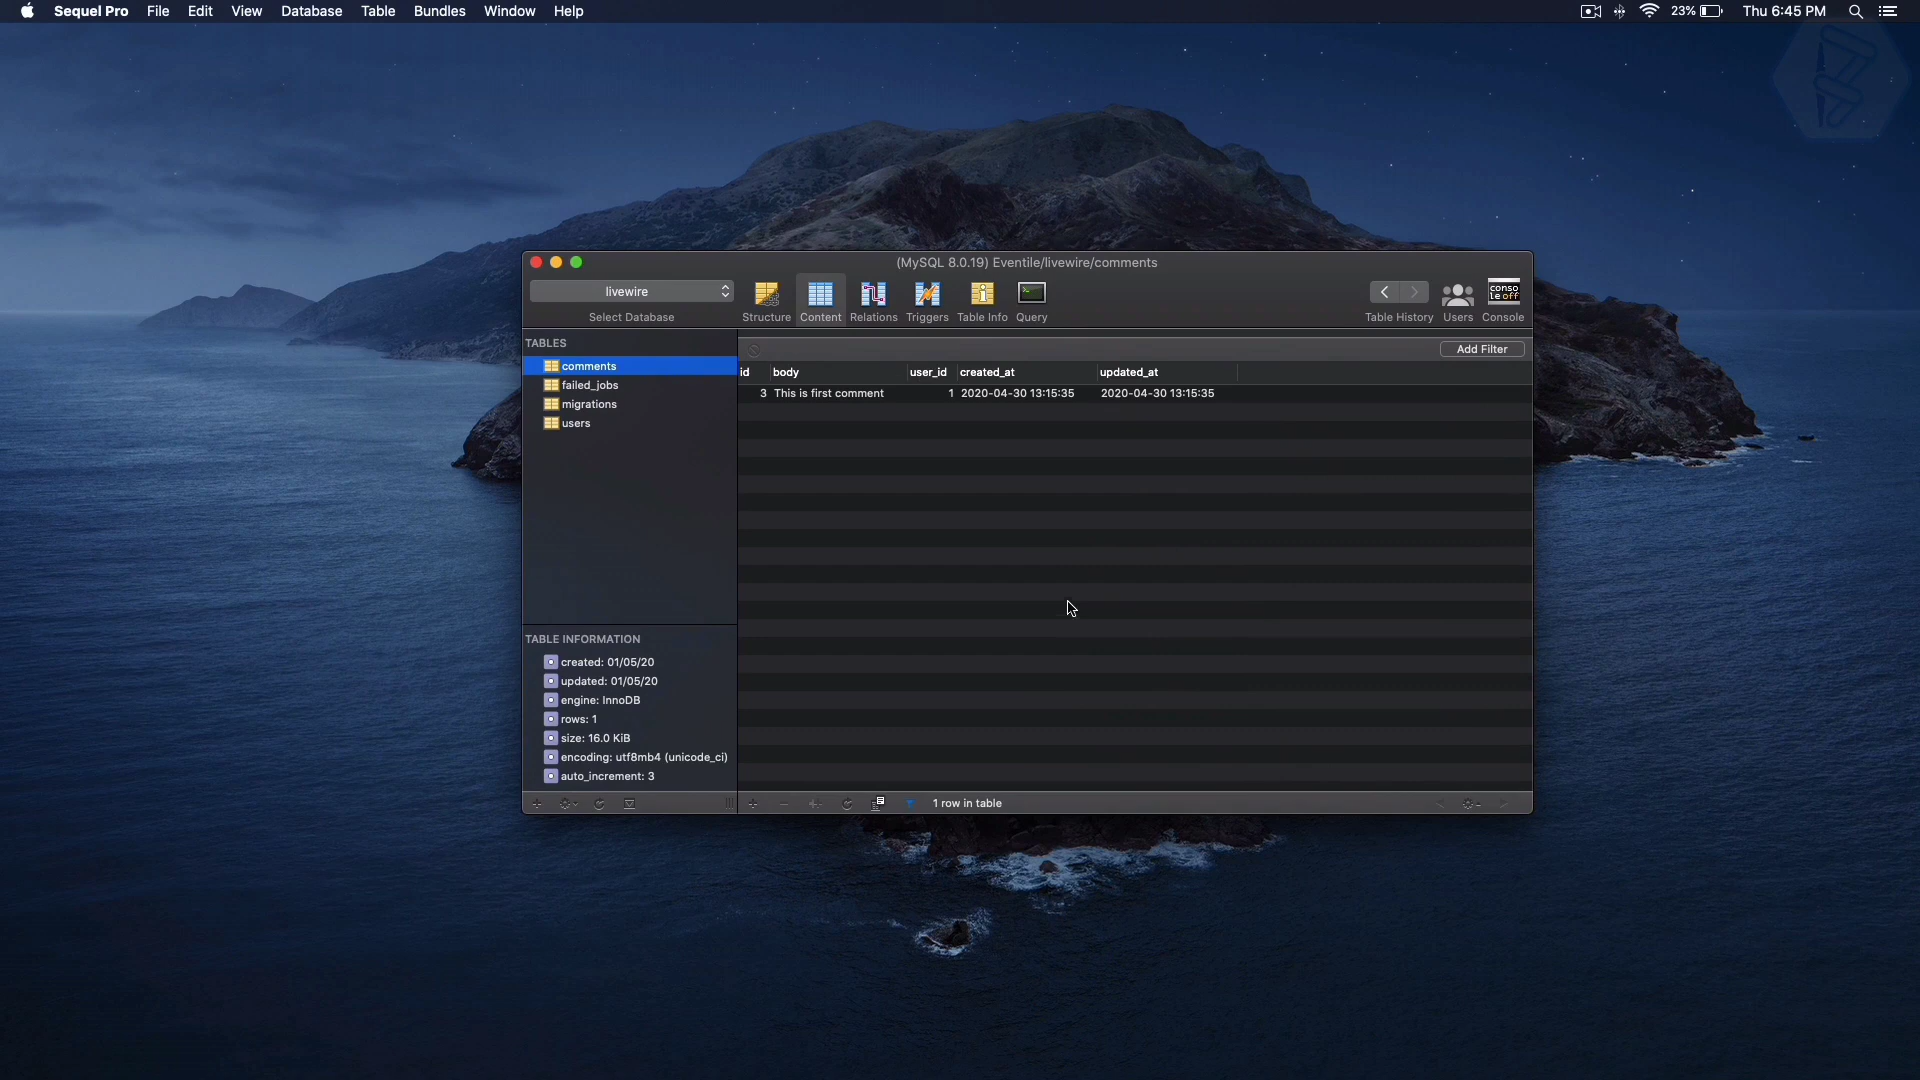 Sequel Pro File Edit View Database Table Bundles Window Help
23% Thu 6:45 PM
(MySQL 8.0.19) Eventile/livewire/comments
livewire
Select Database
Structure Content Relations Triggers Table Info Query
Table History Users Console
conso
le off
TABLES
comments
failed_jobs
migrations
users
Add Filter
id body user_id created_at updated_at
3 This is first comment 1 2020-04-30 13:15:35 2020-04-30 13:15:35
TABLE INFORMATION
created: 01/05/20
updated: 01/05/20
engine: InnoDB
rows: 1
size: 16.0 KiB
encoding: utf8mb4 (unicode_ci)
auto_increment: 3
1 row in table